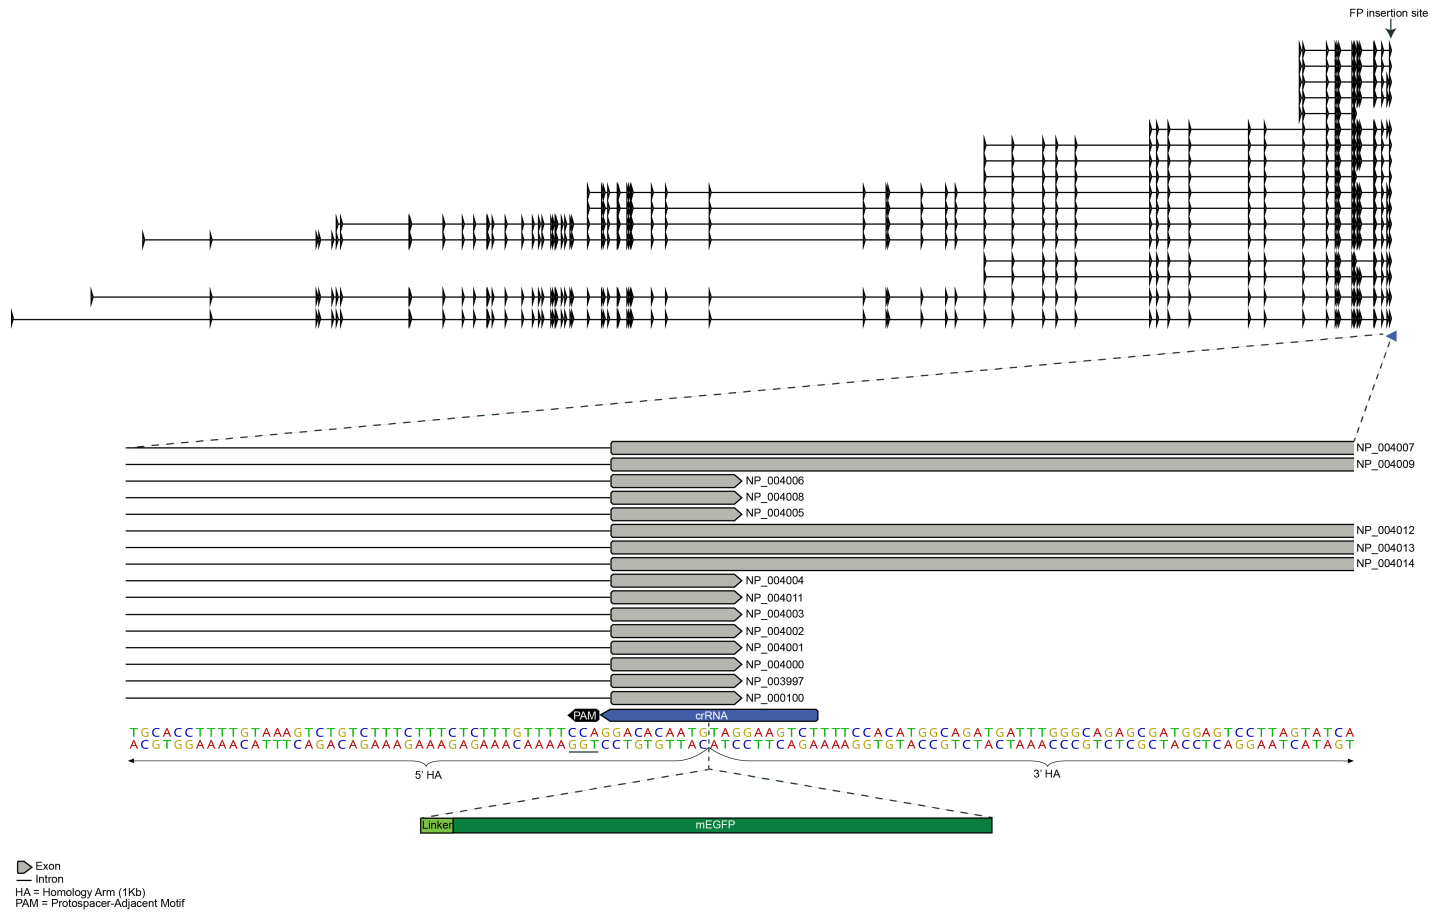 FP insertion site
NP_004007
NP_004009
NP_004006
NP_004008
NP_004005
NP_004012
NP_004013
NP_004014
NP_004004
NP_004011
NP_004003
NP_004002
NP_004001
NP_004000
NP_003997
NP_000100
PAM crRNA
TGCACCTTTTGTAAAGTCTGTCTTTCTTTCTCTTTGTTTTCCAGGACACAATGTAGGAAGTCTTTTCCACATGGCAGATGATTTGGGCAGAGCGATGGAGTCCTTAGTATCA
ACGTGGAAAACATTTCAGACAGAAAGAAAGAGAAACAAAAGGTCCTGTGTTACATCCTTCAGAAAAGGTGTACCGTCTACTAAACCCGTCTCGCTACCTCAGGAATCATAGT
5' HA 3' HA
Linker mEGFP
Exon
Intron
HA = Homology Arm (1Kb)
PAM = Protospacer-Adjacent Motif